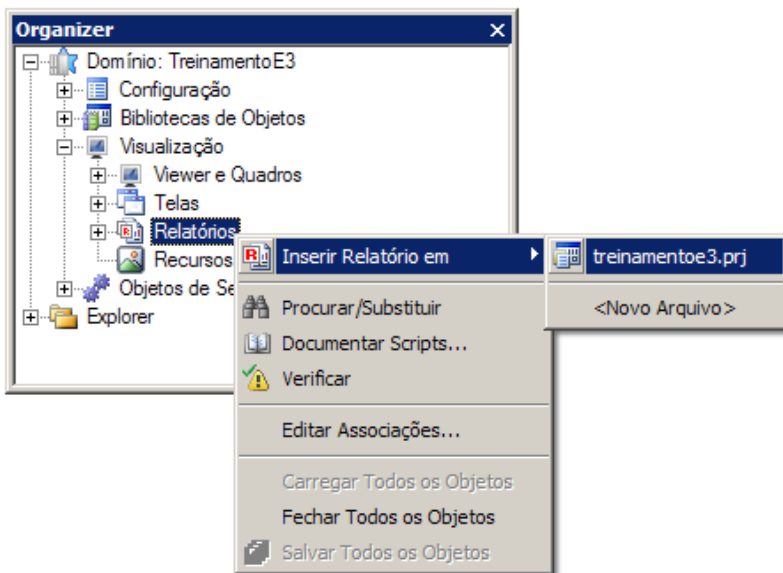 Organizer
Domínio: TreinamentoE3
Configuração
Bibliotecas de Objetos
Visualização
Viewer e Quadros
Telas
Relatórios
Recursos
Objetos de Se
Explorer
Inserir Relatório em
Procurar/Substituir
Documentar Scripts...
Verificar
Editar Associações...
Carregar Todos os Objetos
Fechar Todos os Objetos
Salvar Todos os Objetos
treinamentoe3.prj
<Novo Arquivo>